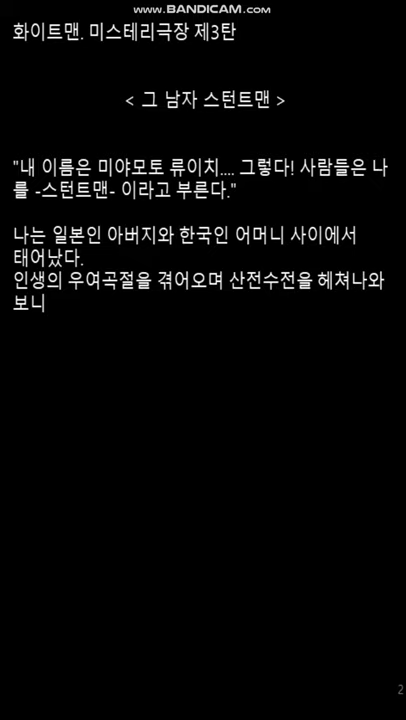 www.BANDICAM.com
화이트맨. 미스테리극장 제3탄
< 그 남자 스턴트맨 >
"내 이름은 미야모토 류이치.... 그렇다! 사람들은 나
를 -스턴트맨- 이라고 부른다."
나는 일본인 아버지와 한국인 어머니 사이에서
태어났다.
인생의 우여곡절을 겪어오며 산전수전을 헤쳐나와
보니
2